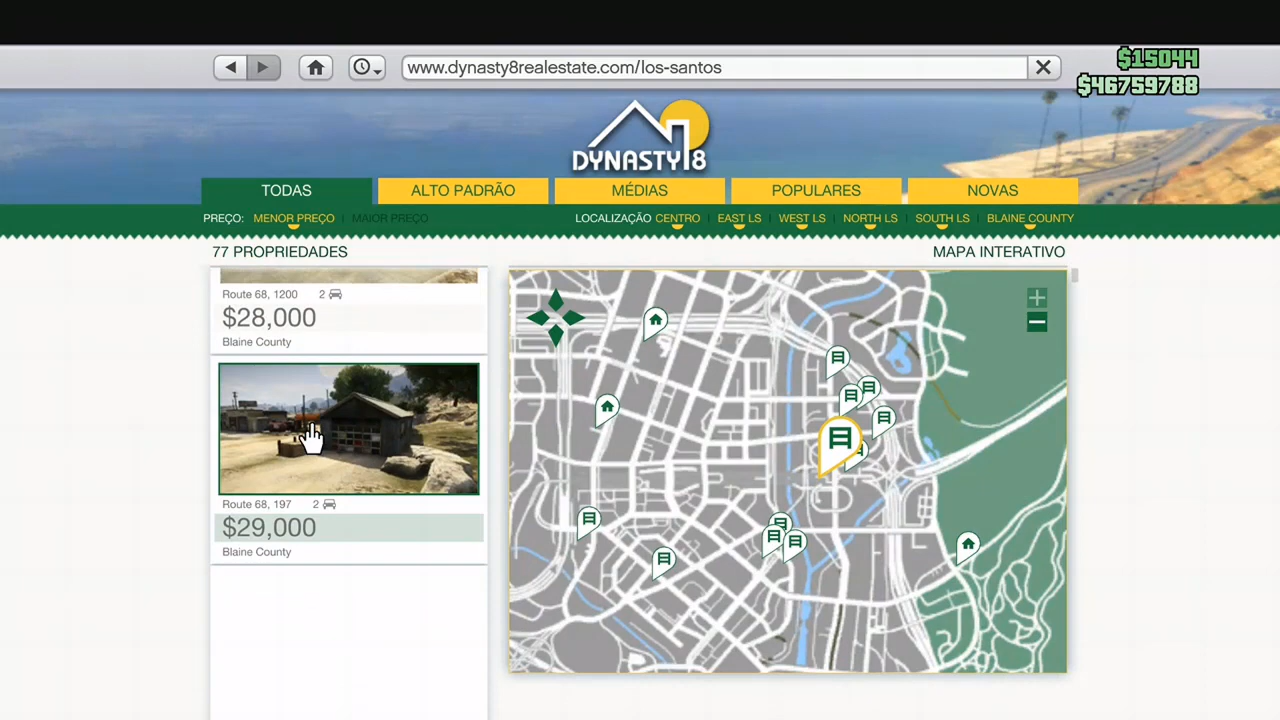 www.dynasty8realestate.com/los-santos
$15044
$46759788
DYNASTY8
TODAS
ALTO PADRÃO
MÉDIAS
POPULARES
NOVAS
PREÇO: MENOR PREÇO | MAIOR PREÇO
LOCALIZAÇÃO CENTRO | EAST LS | WEST LS | NORTH LS | SOUTH LS | BLAINE COUNTY
77 PROPRIEDADES
MAPA INTERATIVO
Route 68, 1200 2
$28,000
Blaine County
Route 68, 197 2
$29,000
Blaine County